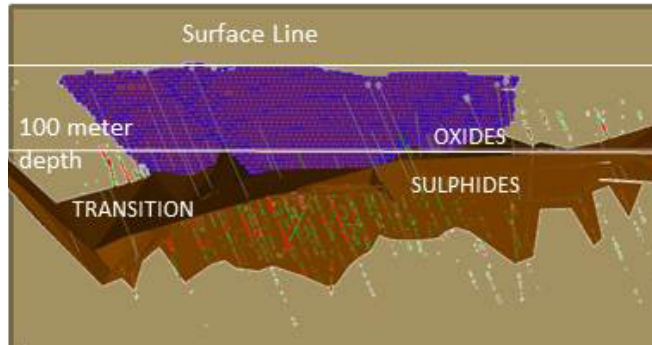 Surface Line
100 meter
depth
OXIDES
SULPHIDES
TRANSITION